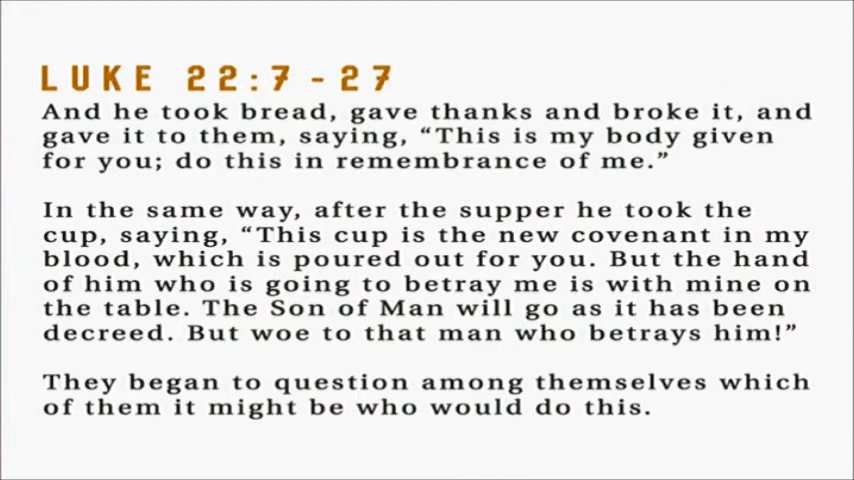 LUKE 22:7-27
And he took bread, gave thanks and broke it, and
gave it to them, saying, “This is my body given
for you; do this in remembrance of me.”
In the same way, after the supper he took the
cup, saying, “This cup is the new covenant in my
blood, which is poured out for you. But the hand
of him who is going to betray me is with mine on
the table. The Son of Man will go as it has been
decreed. But woe to that man who betrays him!”
They began to question among themselves which
of them it might be who would do this.